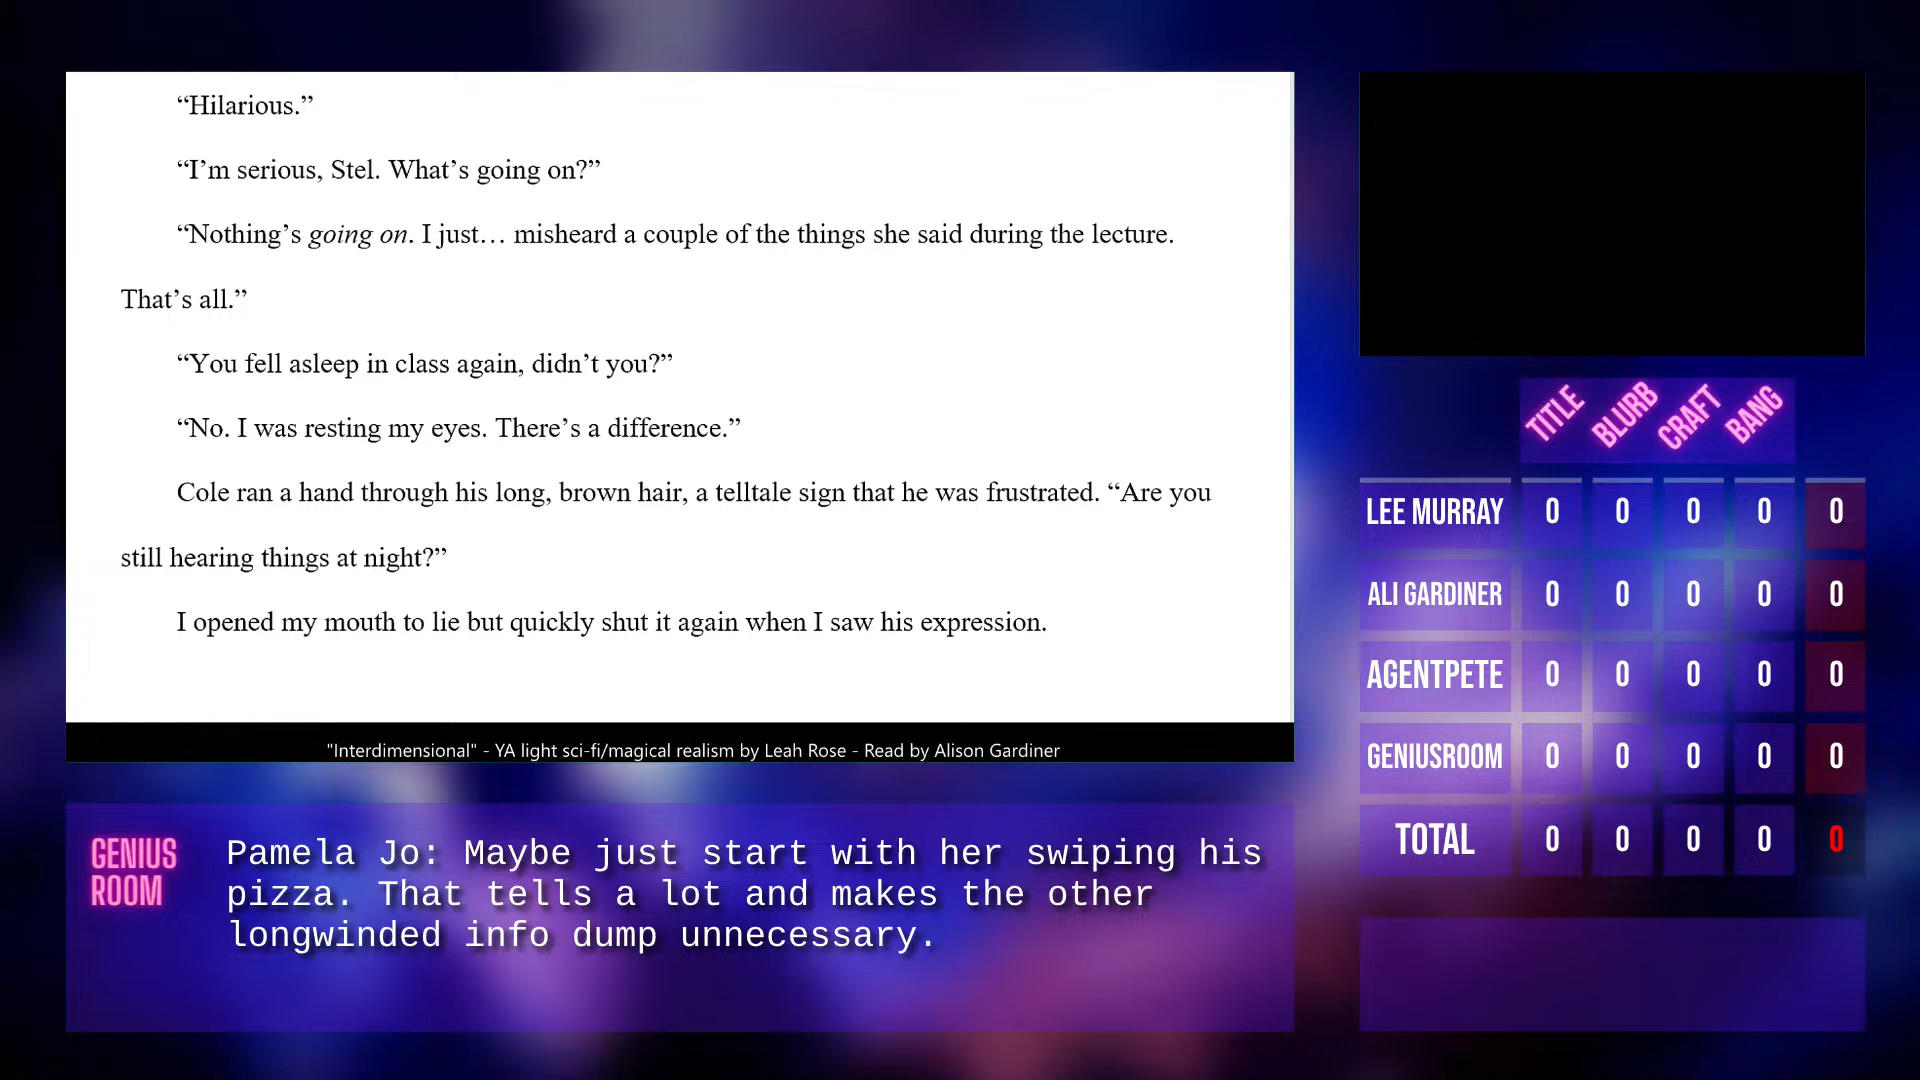 “Hilarious.”
“I’m serious, Stel. What’s going on?”
“Nothing’s going on. I just… misheard a couple of the things she said during the lecture.
That’s all.”
“You fell asleep in class again, didn’t you?”
“No. I was resting my eyes. There’s a difference.”
Cole ran a hand through his long, brown hair, a telltale sign that he was frustrated. “Are you
still hearing things at night?”
I opened my mouth to lie but quickly shut it again when I saw his expression.
"Interdimensional" - YA light sci-fi/magical realism by Leah Rose - Read by Alison Gardiner
GENIUS
ROOM
Pamela Jo: Maybe just start with her swiping his
pizza. That tells a lot and makes the other
longwinded info dump unnecessary.
TITLE BLURB CRAFT BANG
LEE MURRAY 0 0 0 0 0
ALI GARDINER 0 0 0 0 0
AGENTPETE 0 0 0 0 0
GENIUSROOM 0 0 0 0 0
TOTAL 0 0 0 0 0